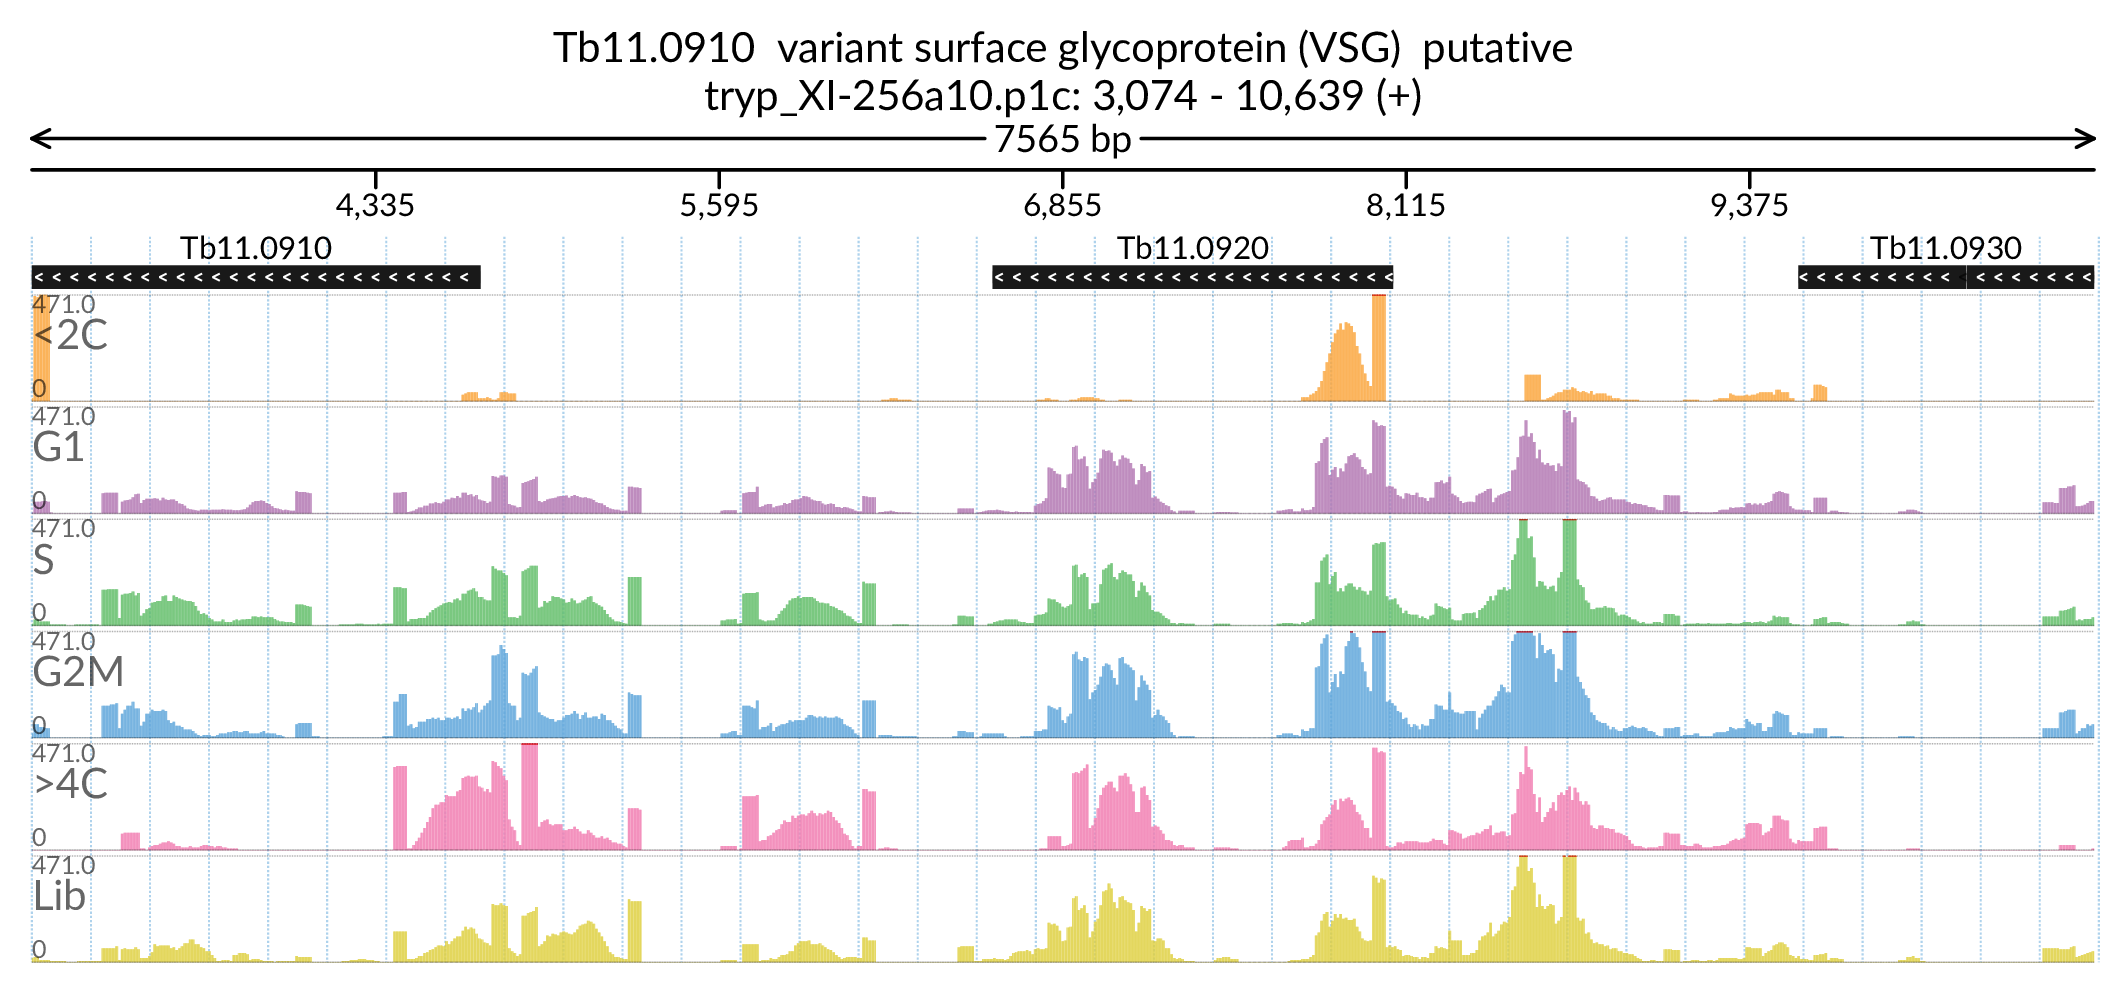 Tb11.0910 variant surface glycoprotein (VSG) putative
tryp_XI-256a10.p1c: 3,074 - 10,639 (+)
7565 bp
4,335 5,595 6,855 8,115 9,375
Tb11.0910 Tb11.0920 Tb11.0930
471.0
<2C
0
471.0
G1
0
471.0
S
0
471.0
G2M
0
471.0
>4C
0
471.0
Lib
0